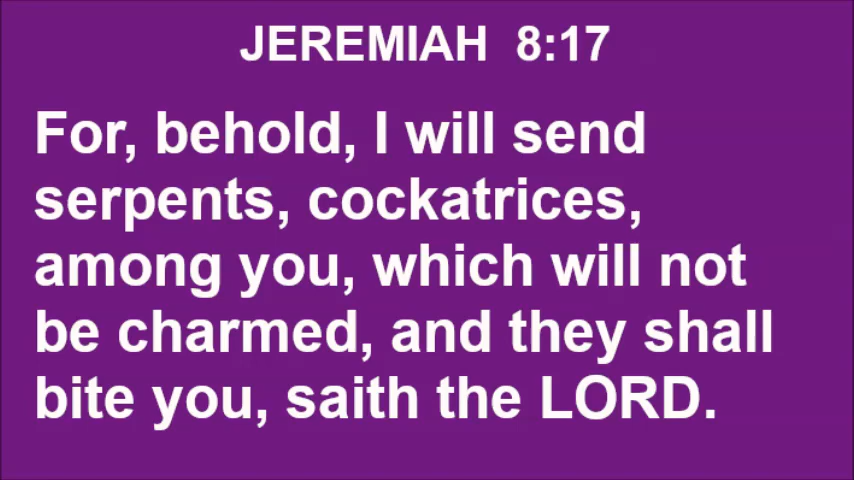 JEREMIAH 8:17
For, behold, I will send
serpents, cockatrices,
among you, which will not
be charmed, and they shall
bite you, saith the LORD.